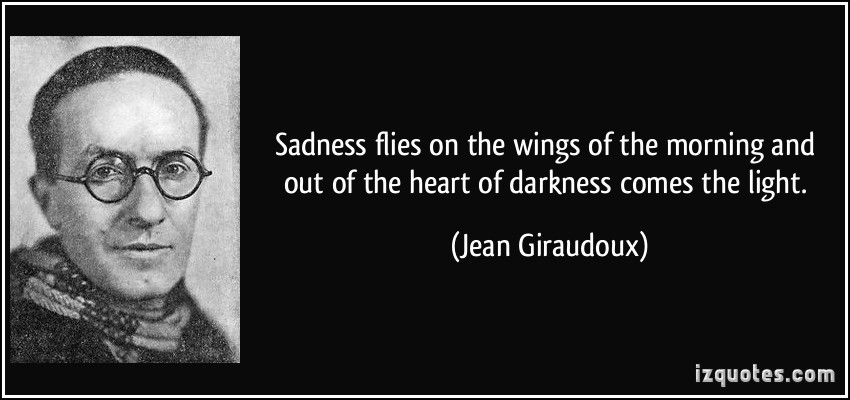 Sadness flies on the wings of the morning and
out of the heart of darkness comes the light.
(Jean Giraudoux)
izquotes.com